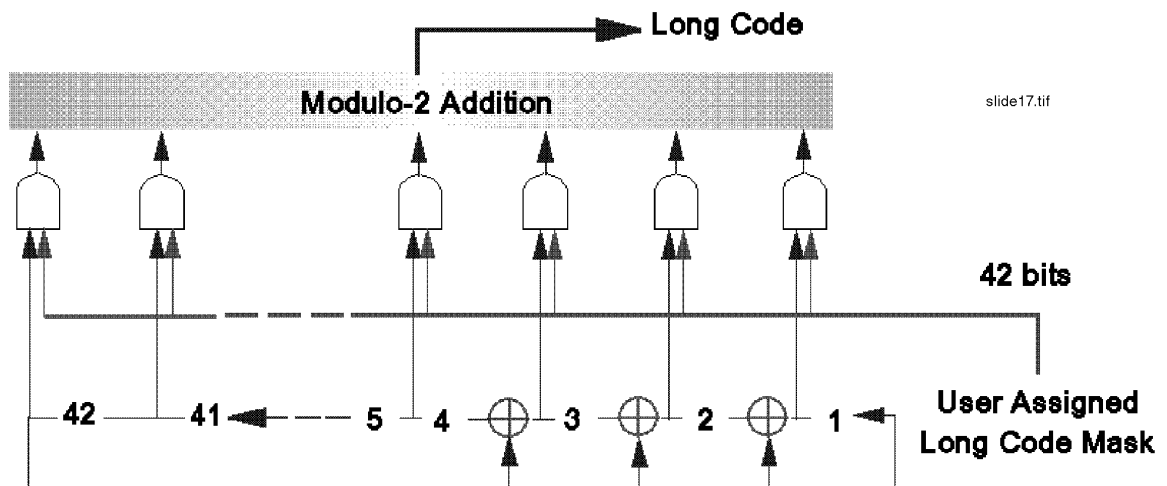 Long Code
Modulo-2 Addition
slide17.tif
42 bits
42
41
5
4
3
2
1
User Assigned
Long Code Mask